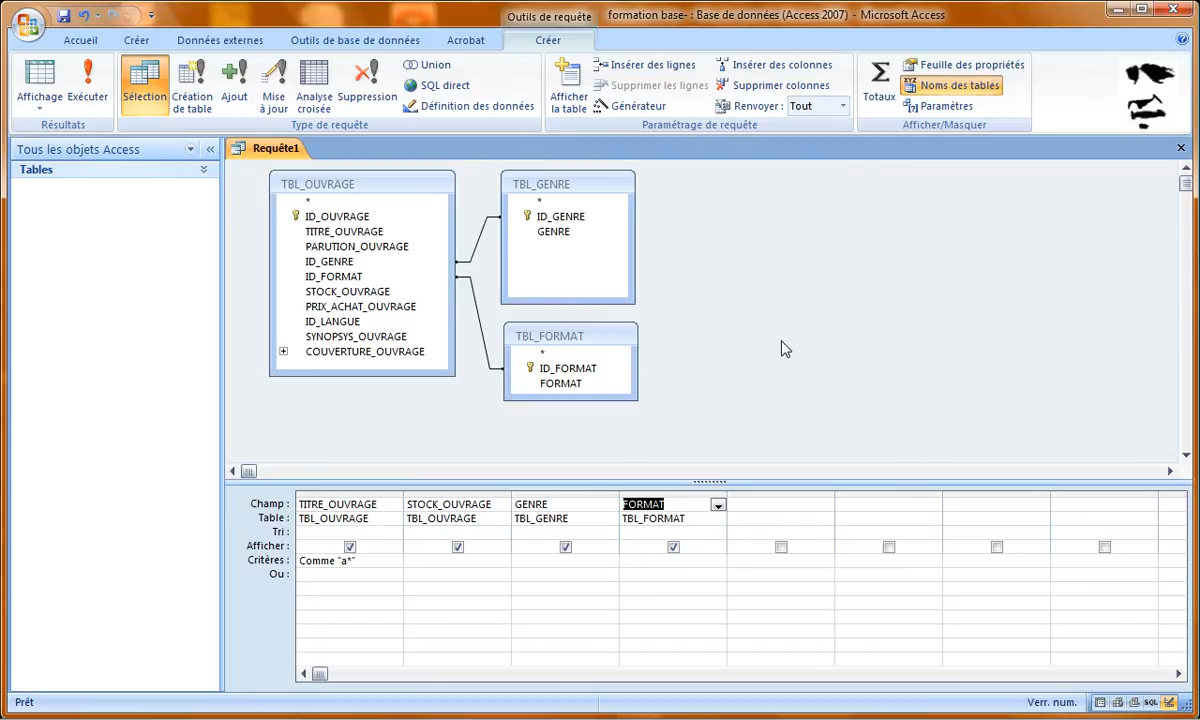 Outils de requête
formation base- : Base de données (Access 2007) - Microsoft Access
Accueil
Créer
Données externes
Outils de base de données
Acrobat
Créer
Affichage
Exécuter
Résultats
Sélection
Création de table
Ajout
Mise à jour
Analyse croisée
Suppression
Union
SQL direct
Définition des données
Type de requête
Afficher la table
Insérer des lignes
Supprimer les lignes
Générateur
Insérer des colonnes
Supprimer colonnes
Renvoyer : Tout
Paramétrage de requête
Totaux
Feuille des propriétés
XYZ Noms des tables
Paramètres
Afficher/Masquer
Tous les objets Access
Tables
Requête1
TBL_OUVRAGE
*
ID_OUVRAGE
TITRE_OUVRAGE
PARUTION_OUVRAGE
ID_GENRE
ID_FORMAT
STOCK_OUVRAGE
PRIX_ACHAT_OUVRAGE
ID_LANGUE
SYNOPSYS_OUVRAGE
COUVERTURE_OUVRAGE
TBL_GENRE
*
ID_GENRE
GENRE
TBL_FORMAT
*
ID_FORMAT
FORMAT
Champ : TITRE_OUVRAGE STOCK_OUVRAGE GENRE FORMAT
Table : TBL_OUVRAGE TBL_OUVRAGE TBL_GENRE TBL_FORMAT
Tri :
Afficher :
Critères : Comme "a*"
Ou :
Prêt
Verr. num.
SQL